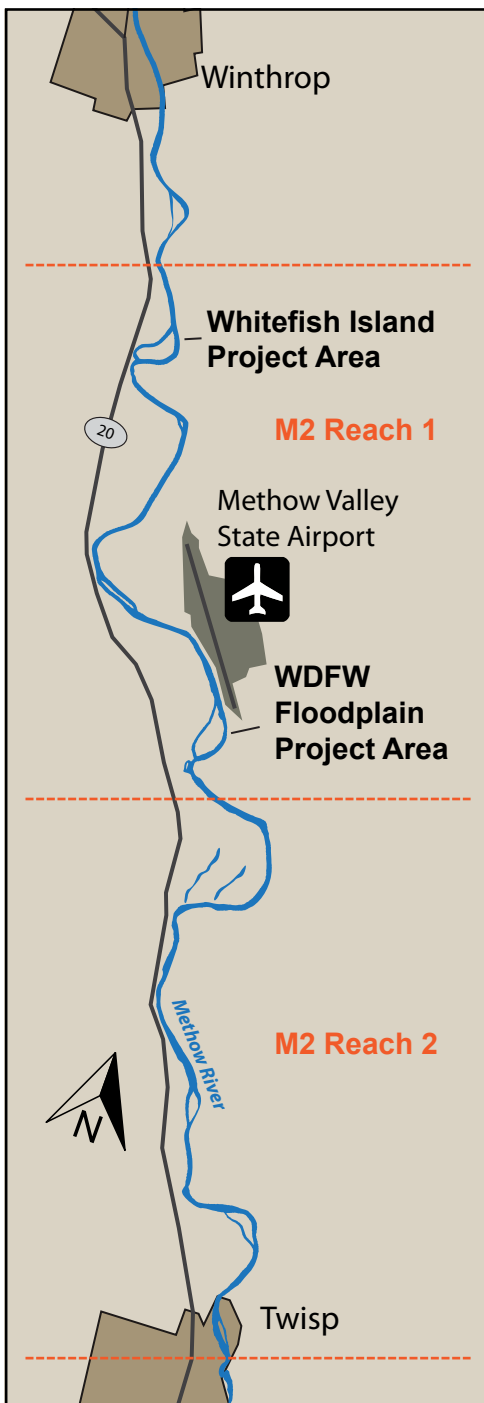 Winthrop
Whitefish Island
Project Area
M2 Reach 1
20
Methow Valley
State Airport
WDFW
Floodplain
Project Area
Methow River
M2 Reach 2
N
Twisp